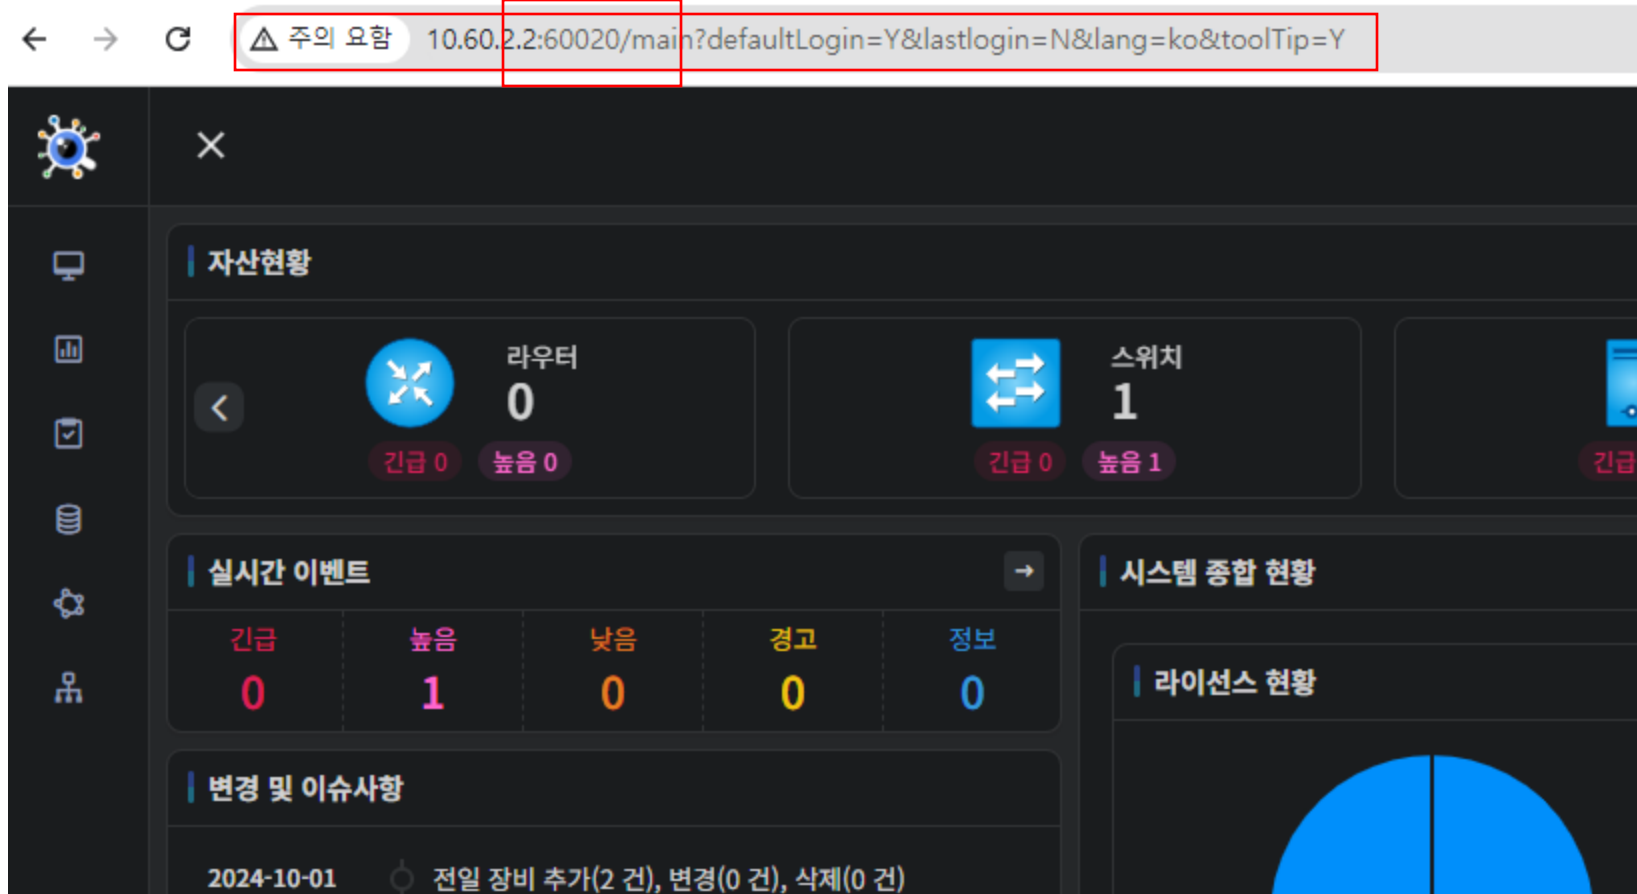 주의 요함 10.60.2.2:60020/main?defaultLogin=Y&lastlogin=N&lang=ko&toolTip=Y
자산현황
라우터
0
긴급 0 높음 0
스위치
1
긴급 0 높음 1
긴급
실시간 이벤트
긴급 높음 낮음 경고 정보
0 1 0 0 0
시스템 종합 현황
라이선스 현황
변경 및 이슈사항
2024-10-01 전일 장비 추가(2 건), 변경(0 건), 삭제(0 건)